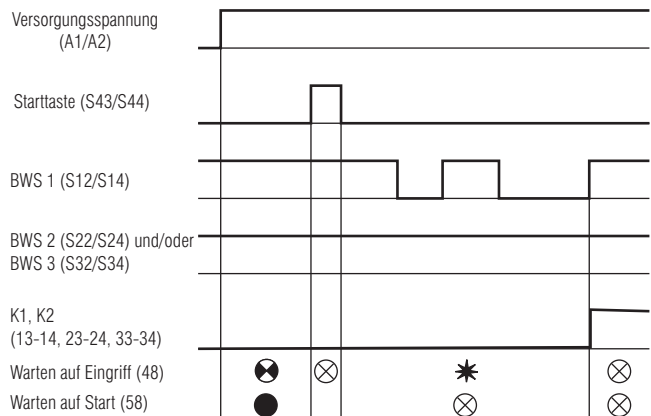 Versorgungsspannung
(A1/A2)
Starttaste (S43/S44)
BWS 1 (S12/S14)
BWS 2 (S22/S24) und/oder
BWS 3 (S32/S34)
K1, K2
(13-14, 23-24, 33-34)
Warten auf Eingriff (48)
Warten auf Start (58)